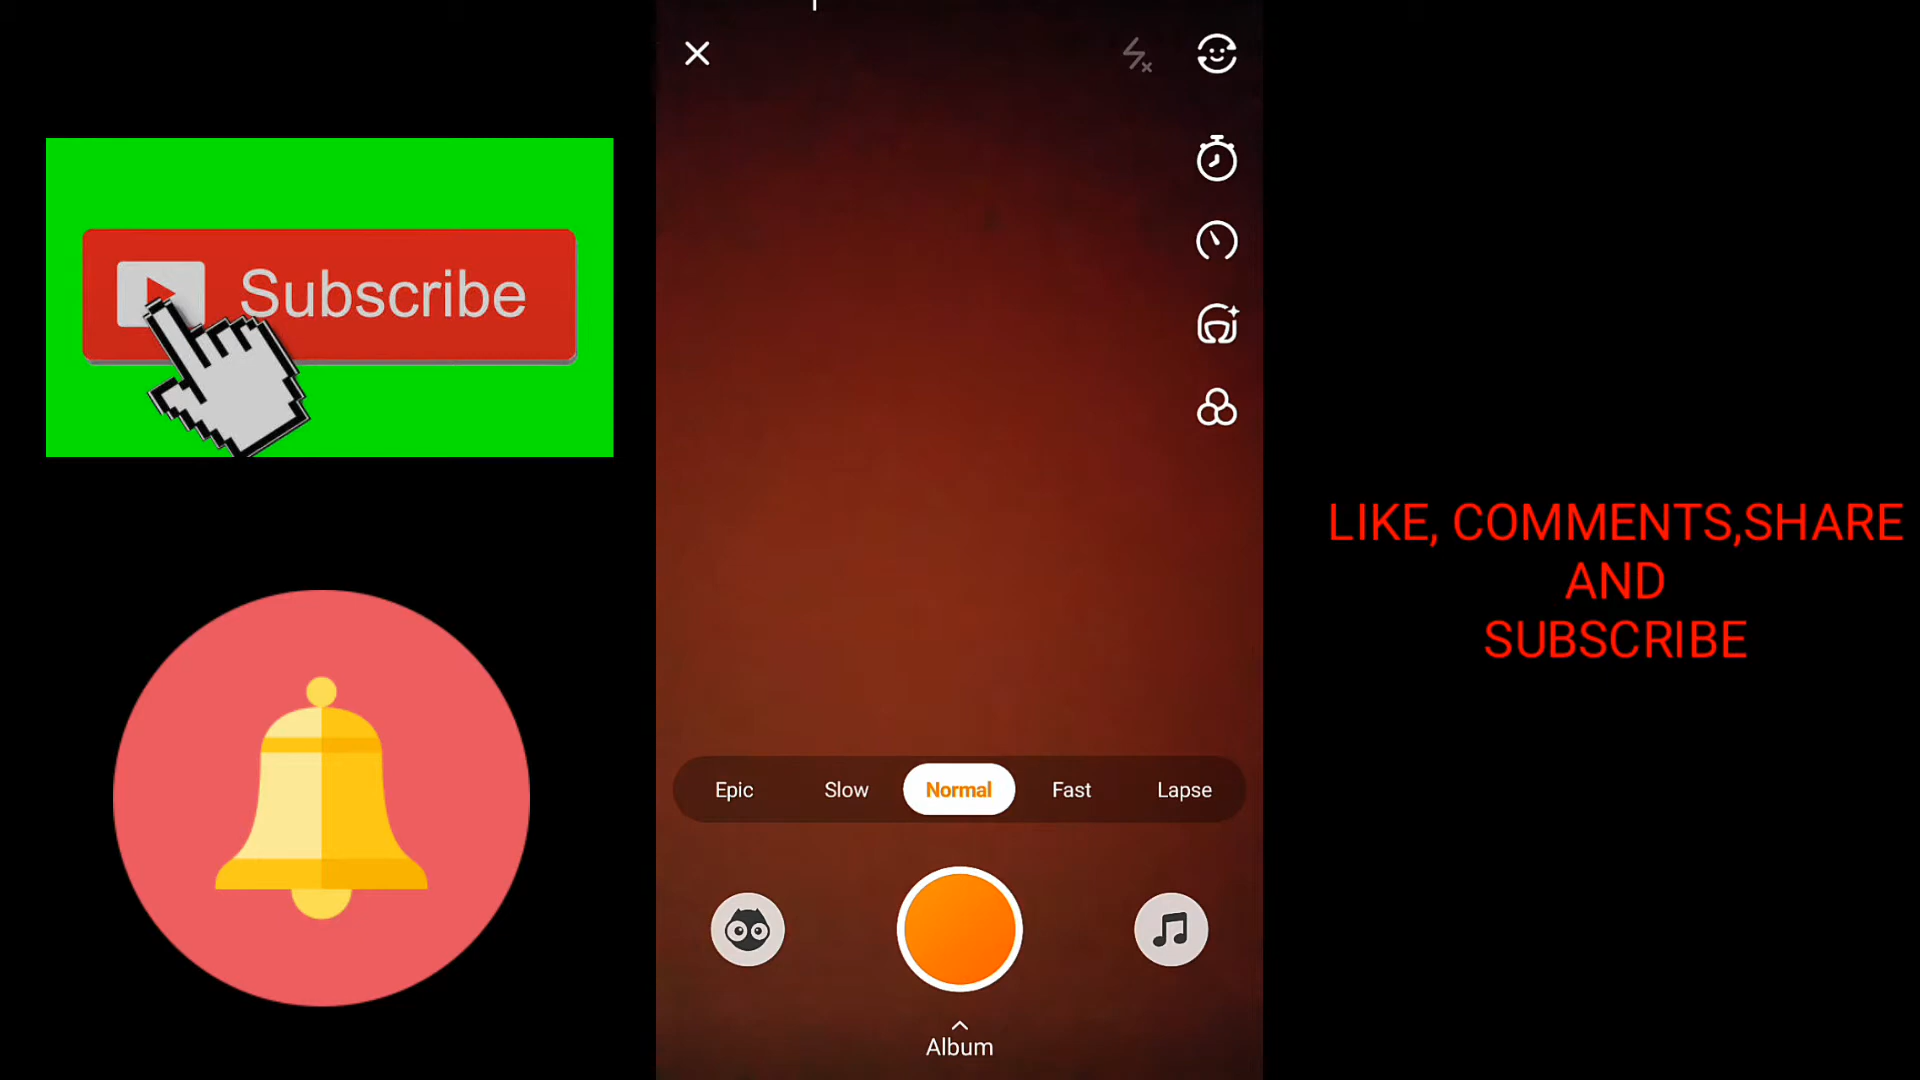 Subscribe
Epic Slow Normal Fast Lapse
Album
LIKE, COMMENTS,SHARE
AND
SUBSCRIBE